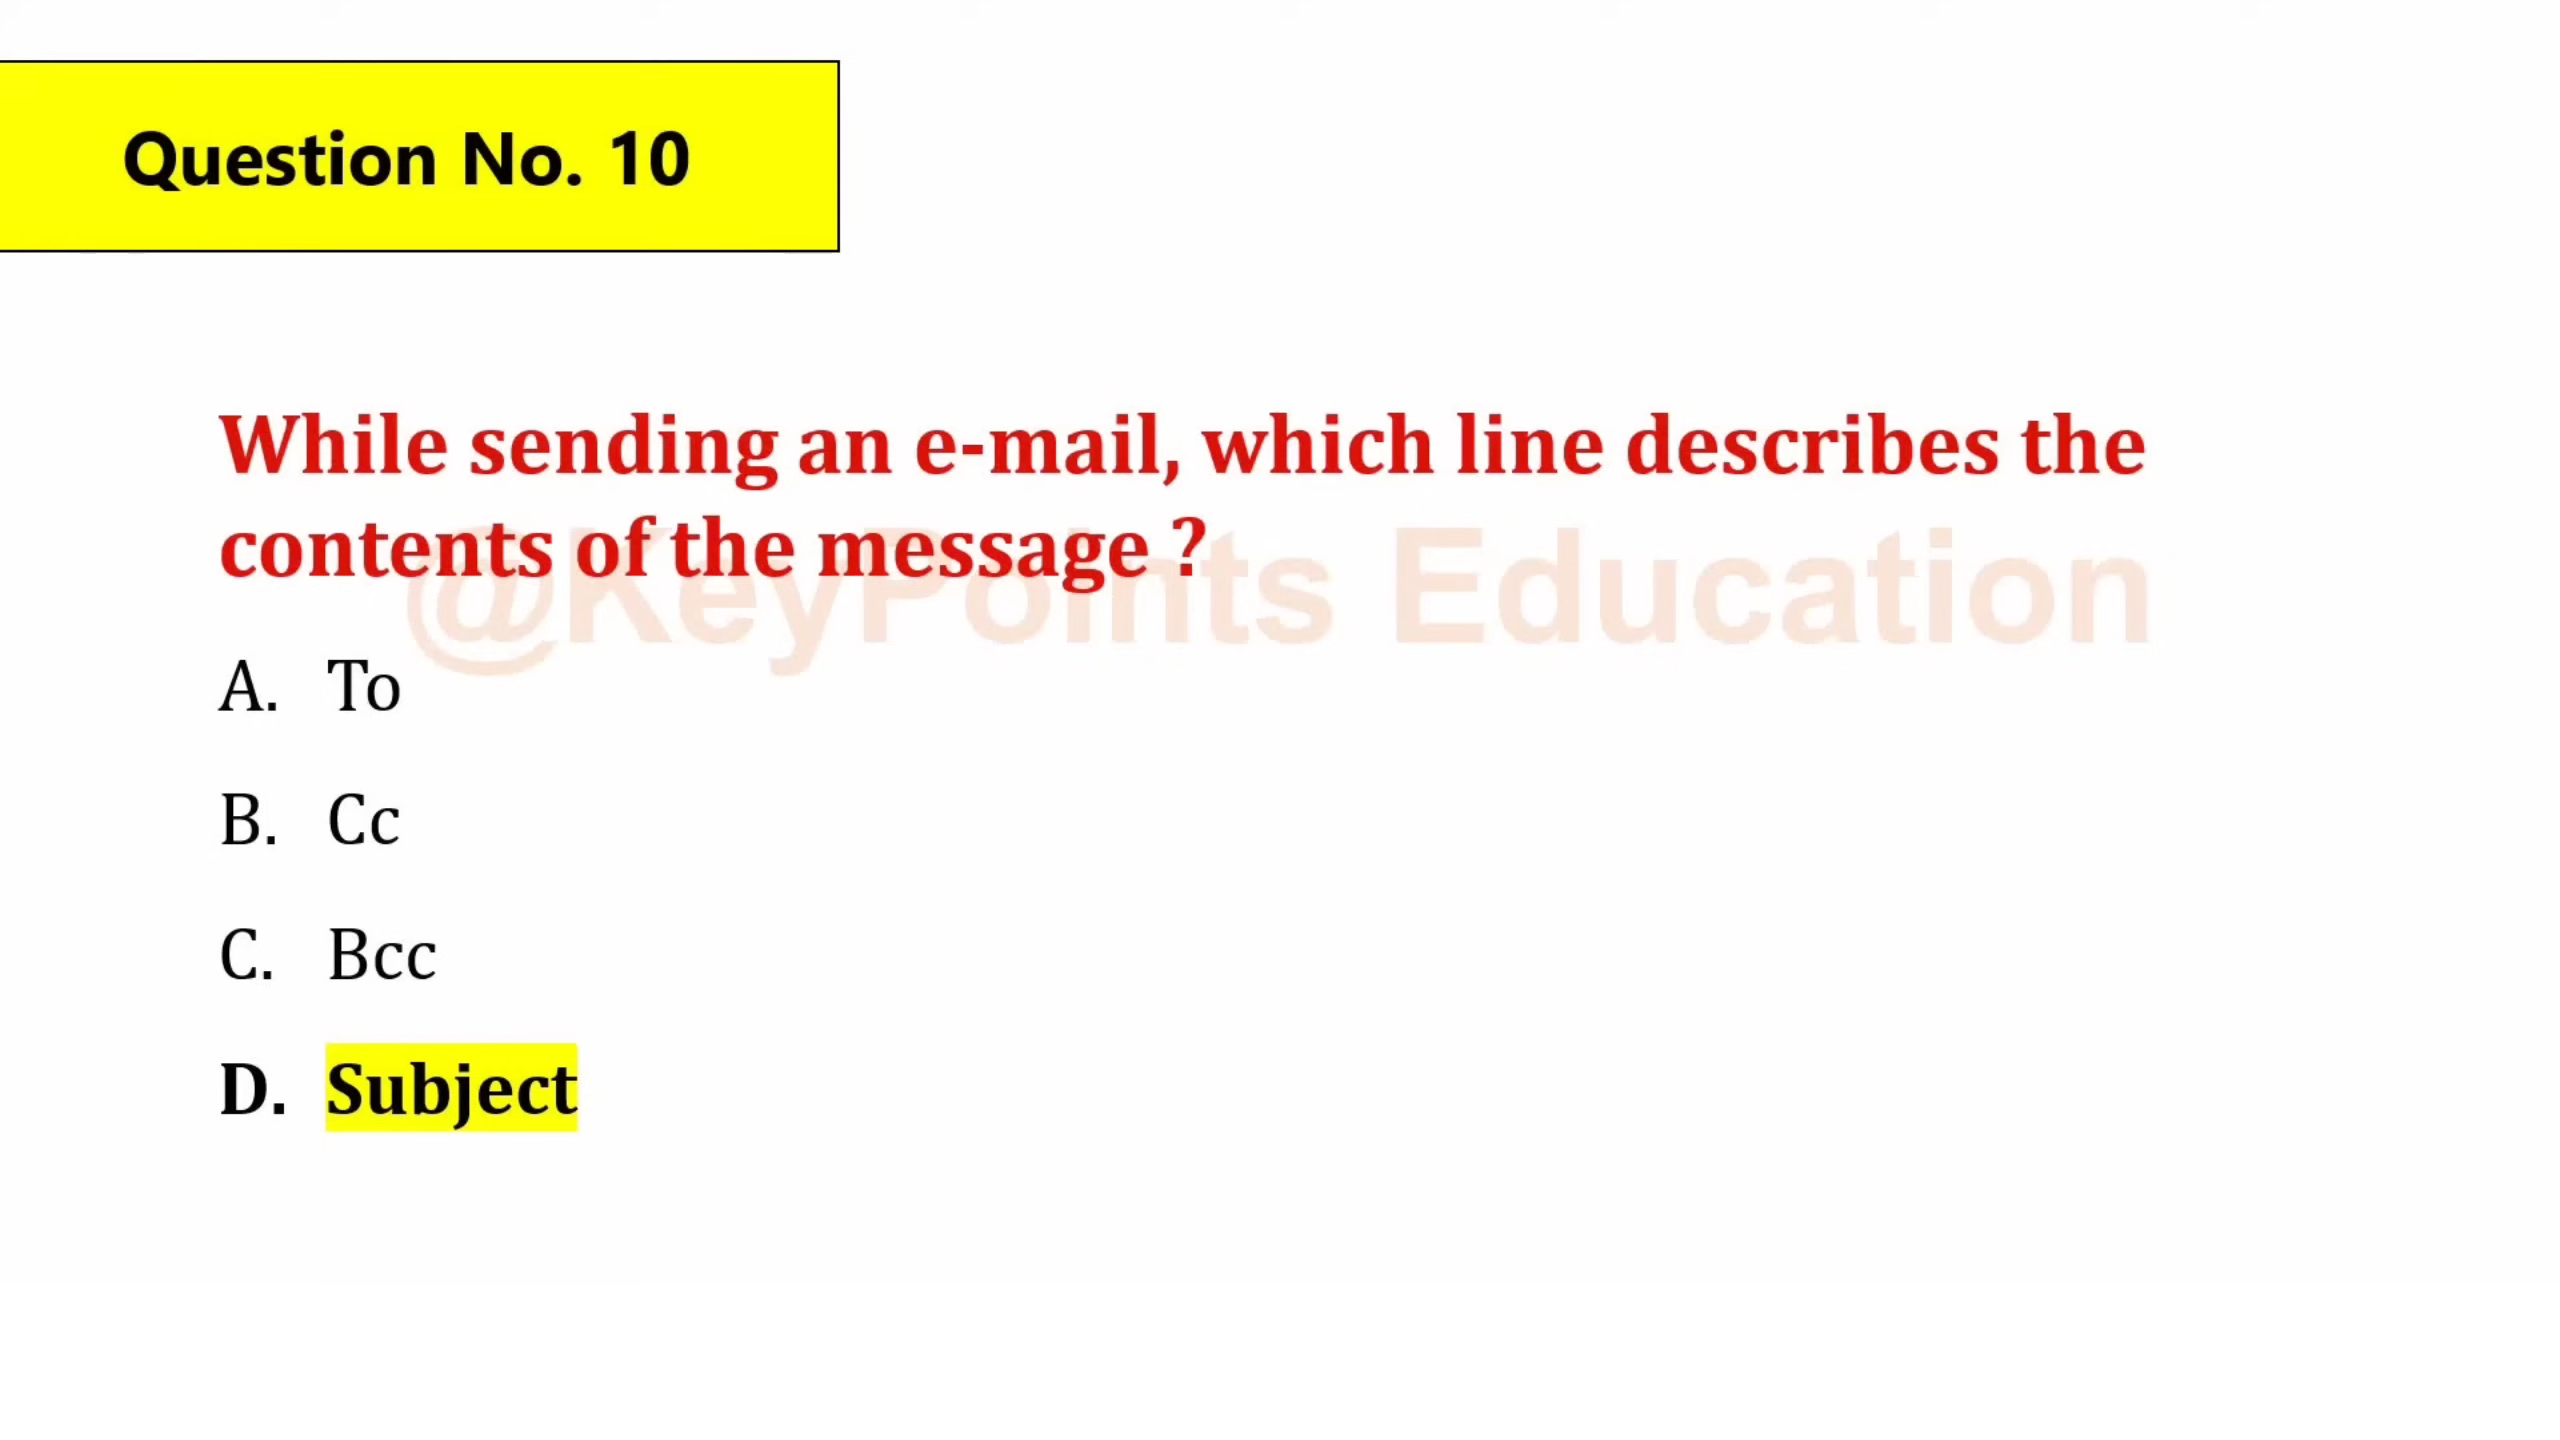 Question No. 10
While sending an e-mail, which line describes the
contents of the message ?
@KeyPoints Education
A. To
B. Cc
C. Bcc
D. Subject